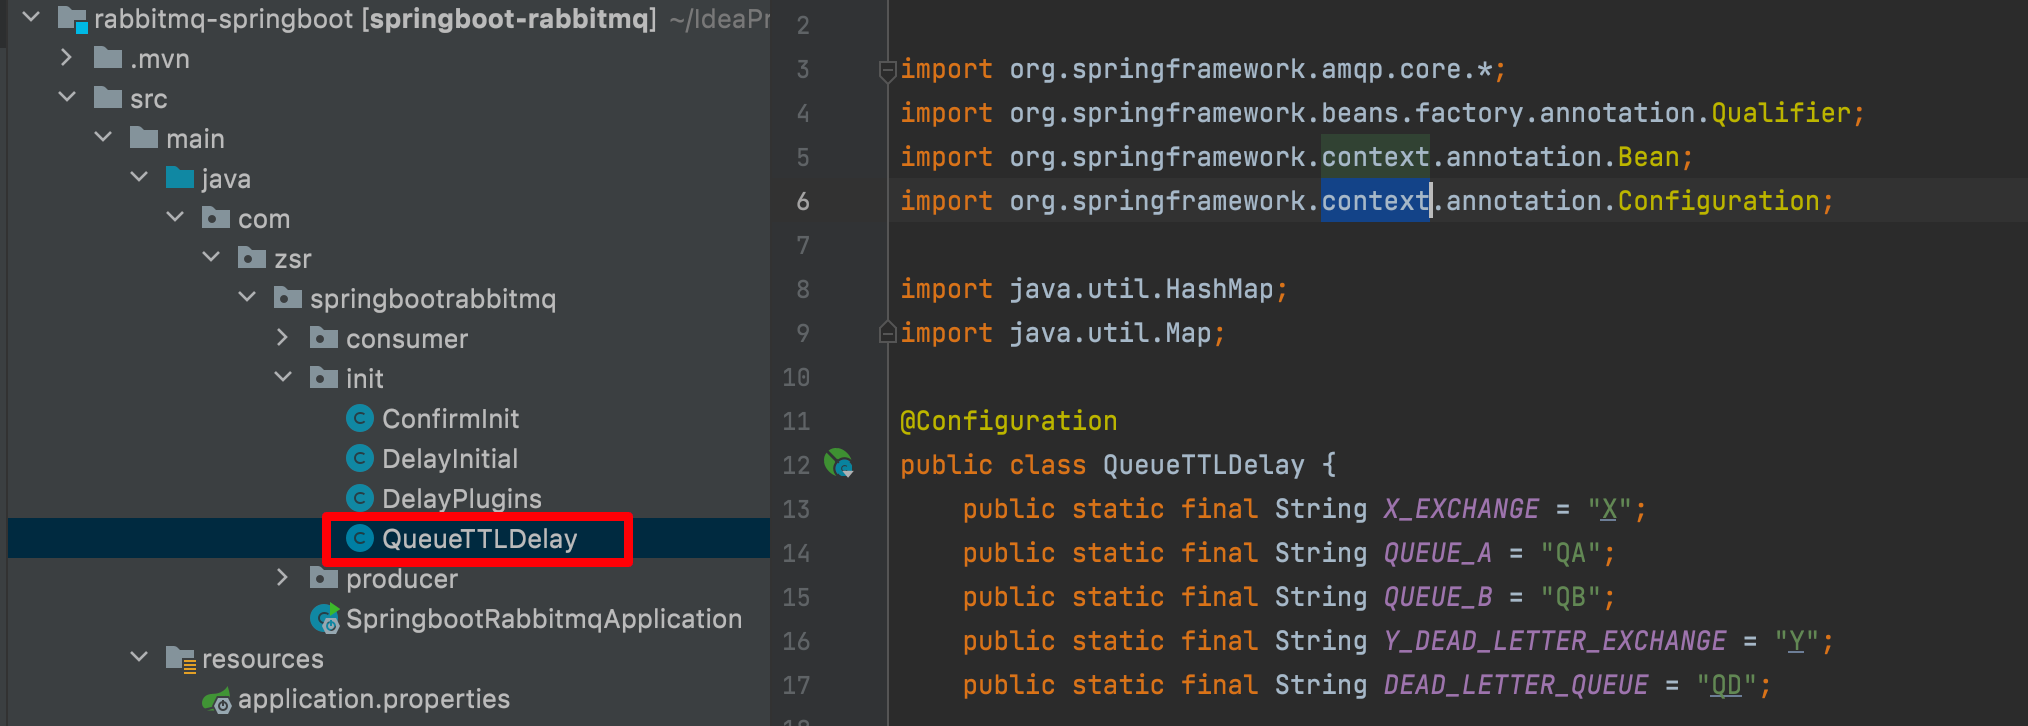 rabbitmq-springboot [springboot-rabbitmq] ~/IdeaPr
.mvn
src
main
java
com
zsr
springbootrabbitmq
consumer
init
ConfirmInit
DelayInitial
DelayPlugins
QueueTTLDelay
producer
SpringbootRabbitmqApplication
resources
application.properties
2
3 import org.springframework.amqp.core.*;
4 import org.springframework.beans.factory.annotation.Qualifier;
5 import org.springframework.context.annotation.Bean;
6 import org.springframework.context.annotation.Configuration;
7
8 import java.util.HashMap;
9 import java.util.Map;
10
11 @Configuration
12 public class QueueTTLDelay {
13 public static final String X_EXCHANGE = "X";
14 public static final String QUEUE_A = "QA";
15 public static final String QUEUE_B = "QB";
16 public static final String Y_DEAD_LETTER_EXCHANGE = "Y";
17 public static final String DEAD_LETTER_QUEUE = "QD";